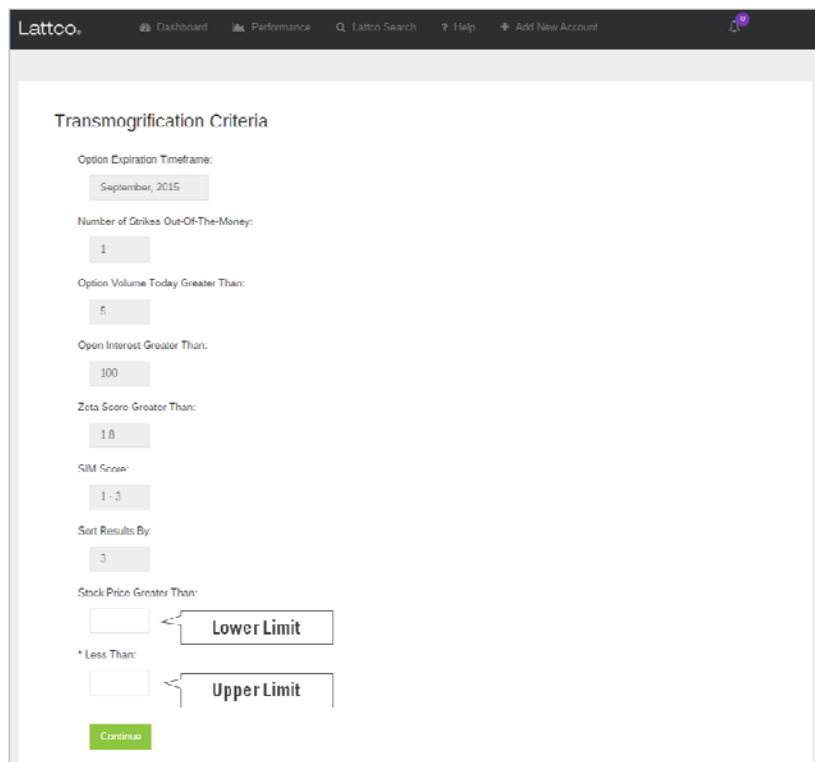 Lattco.
Dashboard Performance Lattco Search ? Help + Add New Account 0
Transmogrification Criteria
Option Expiration Timeframe:
September, 2015
Number of Strikes Out-Of-The-Money:
1
Option Volume Today Greater Than:
5
Open Interest Greater Than:
100
Zeta Score Greater Than:
1.8
SIM Score:
1 - 3
Sort Results By:
3
Stock Price Greater Than:
Lower Limit
* Less Than:
Upper Limit
Continue